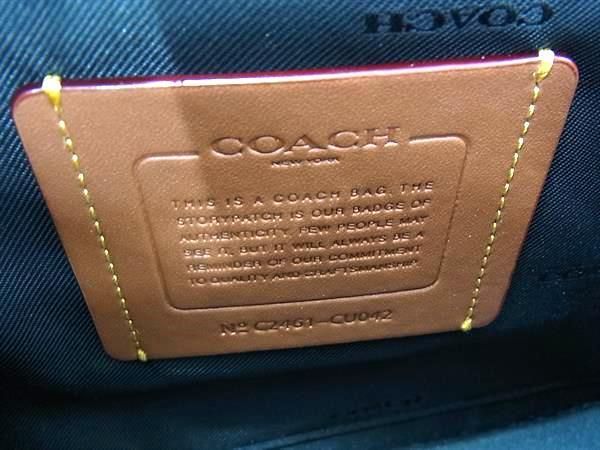 COACH
COACH
NEW YORK
THIS IS A COACH BAG. THE
STORYPATCH IS OUR BADGE OF
AUTHENTICITY. FEW PEOPLE MAY
SEE IT, BUT IT WILL ALWAYS BE A
REMINDER OF OUR COMMITMENT
TO QUALITY AND CRAFTSMANSHIP.
Nº C2461-CU042